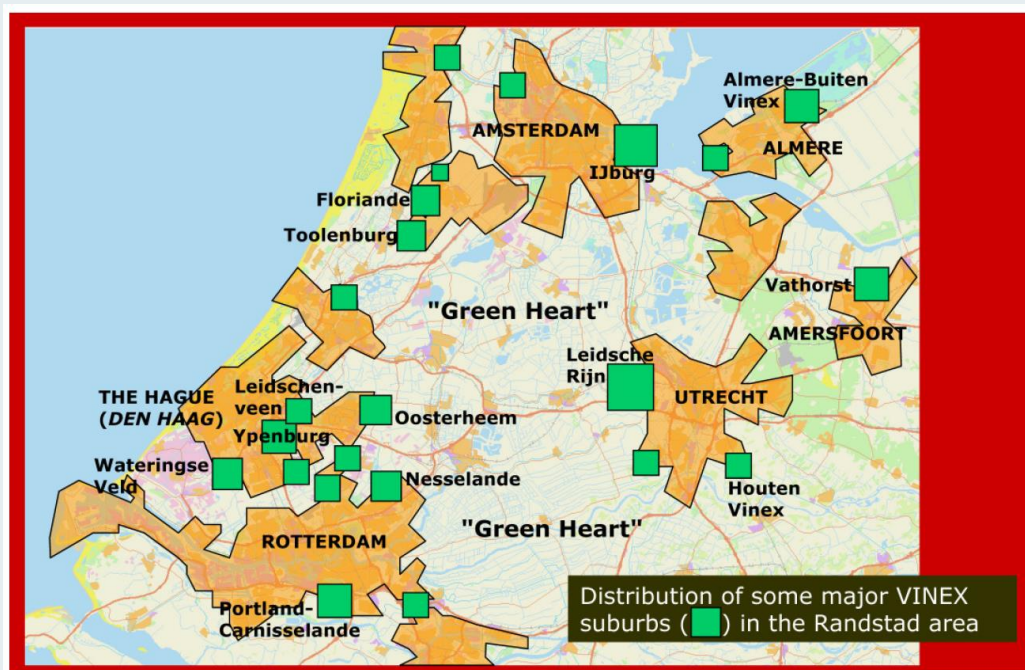 Almere-Buiten
Vinex
AMSTERDAM
ALMERE
IJburg
Floriande
Toolenburg
Vathorst
"Green Heart"
AMERSFOORT
Leidsche
Rijn
THE HAGUE
(DEN HAAG)
Leidschen-
veen
UTRECHT
Oosterheem
Ypenburg
Wateringse
Veld
Nesselande
Houten
Vinex
"Green Heart"
ROTTERDAM
Portland-
Carnisselande
Distribution of some major VINEX
suburbs ( ) in the Randstad area